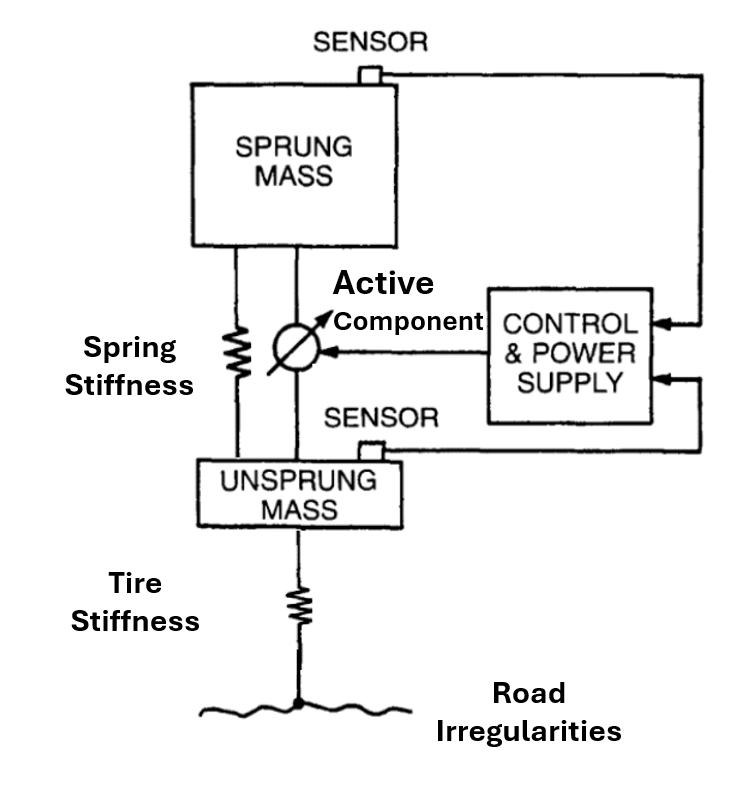 SENSOR
SPRUNG
MASS
Active
Component
CONTROL
& POWER
SUPPLY
Spring
Stiffness
SENSOR
UNSPRUNG
MASS
Tire
Stiffness
Road
Irregularities